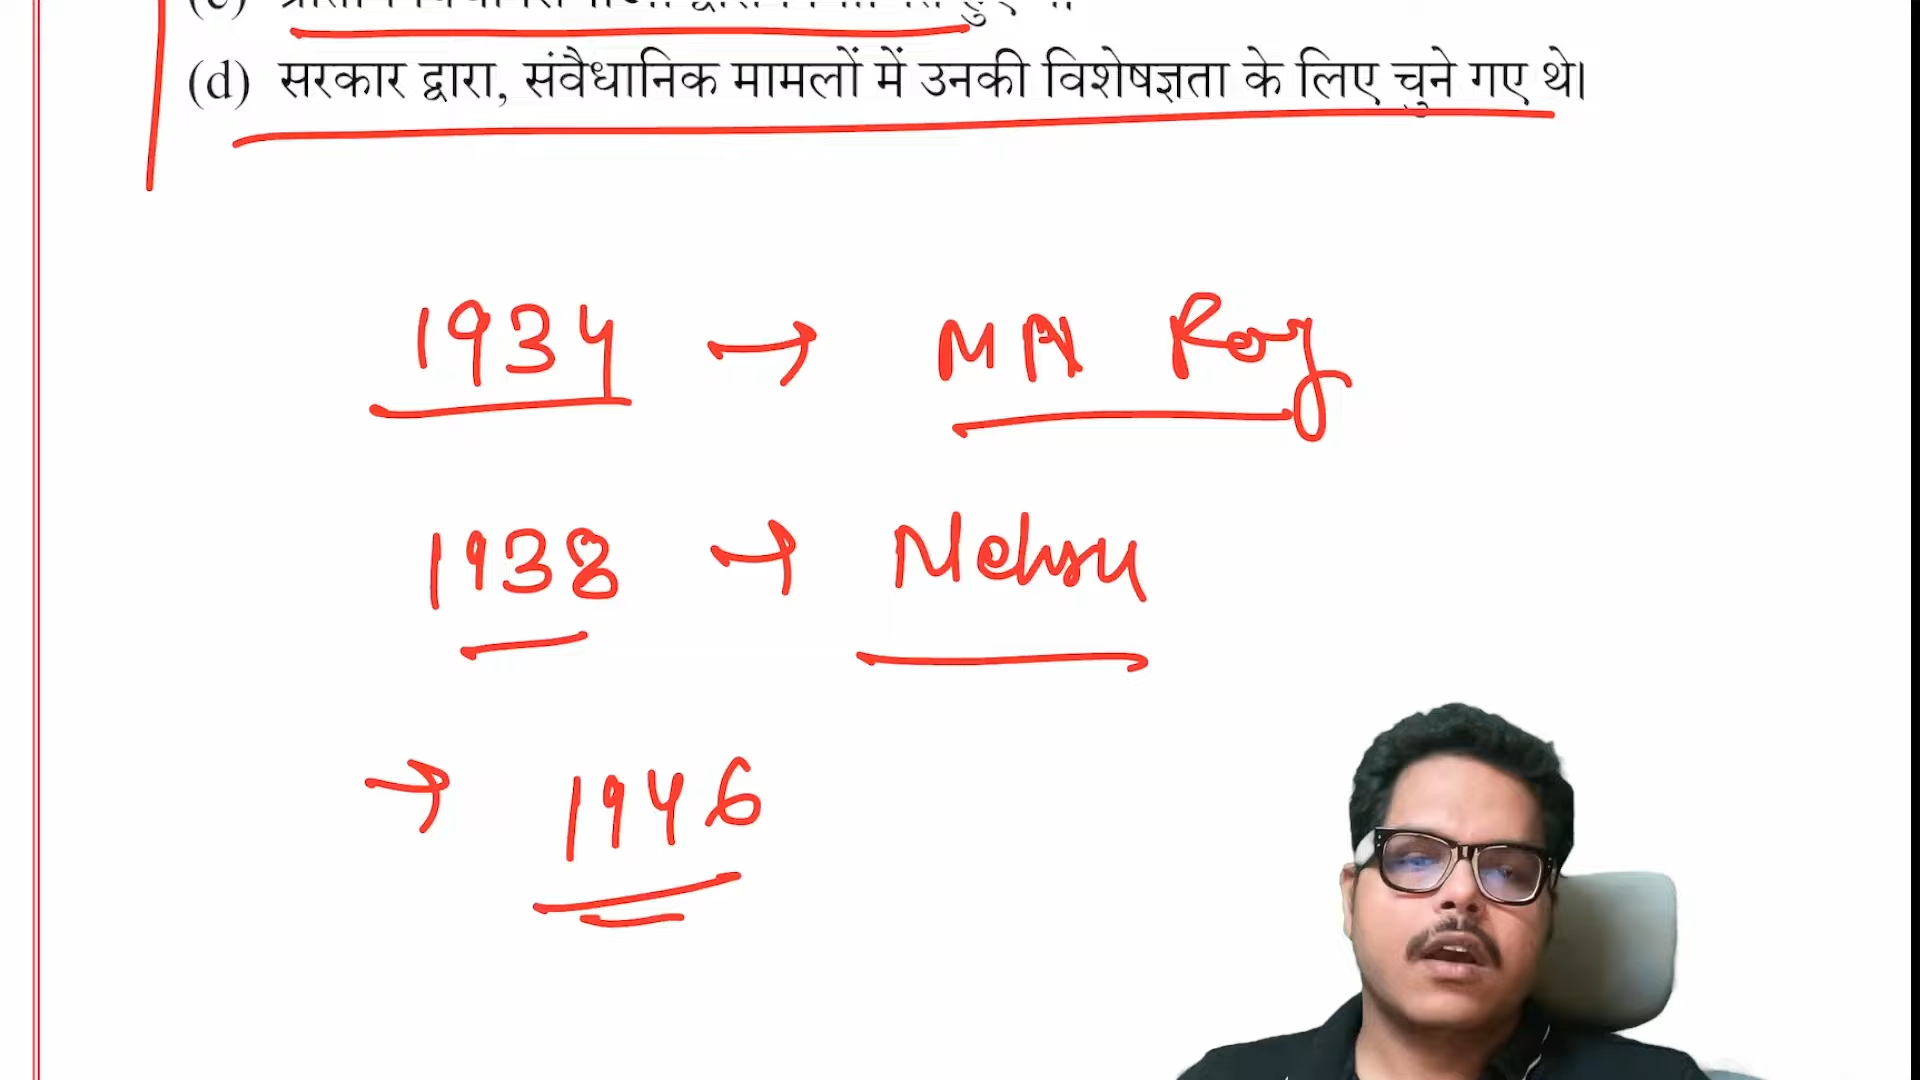 (d) सरकार द्वारा, संवैधानिक मामलों में उनकी विशेषज्ञता के लिए चुने गए थे।
1934 → MN Roy
1938 → Nehru
→ 1946